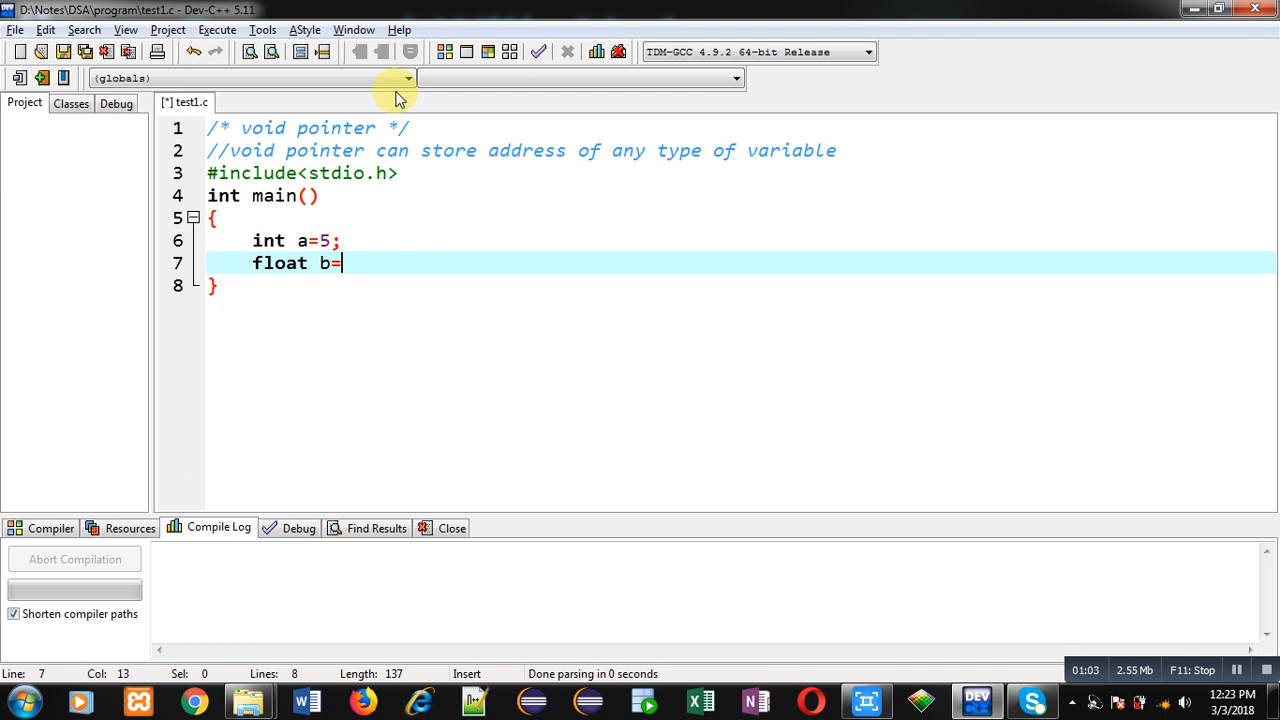 D:\Notes\DSA\program\test1.c - Dev-C++ 5.11
File Edit Search View Project Execute Tools AStyle Window Help
TDM-GCC 4.9.2 64-bit Release
(globals)
Project Classes Debug [*] test1.c
1 /* void pointer */
2 //void pointer can store address of any type of variable
3 #include<stdio.h>
4 int main()
5 {
6 int a=5;
7 float b=
8 }
Compiler Resources Compile Log Debug Find Results Close
Abort Compilation
Shorten compiler paths
Line: 7 Col: 13 Sel: 0 Lines: 8 Length: 137 Insert Done parsing in 0 seconds
01:03 2.55 Mb F11: Stop
DEV
12:23 PM
3/3/2018